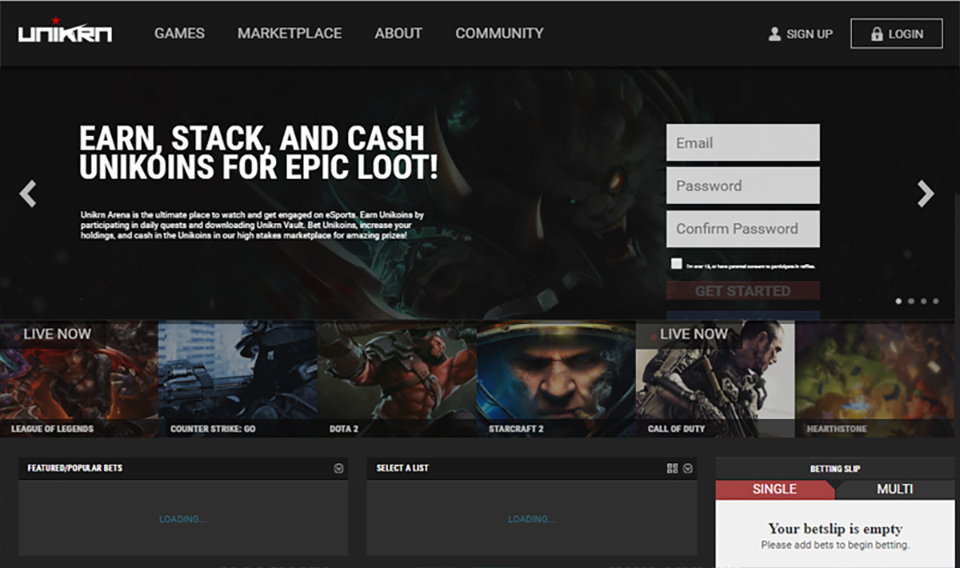 UNIKRN
GAMES
MARKETPLACE
ABOUT
COMMUNITY
SIGN UP
LOGIN
EARN, STACK, AND CASH
UNIKOINS FOR EPIC LOOT!
Unikrn Arena is the ultimate place to watch and get engaged on eSports. Earn Unikoins by
participating in daily quests and downloading Unikrn Vault. Bet Unikoins, increase your
holdings, and cash in the Unikoins in our high stakes marketplace for amazing prizes!
Email
Password
Confirm Password
I'm over 13, or have parental consent to participate in raffles.
GET STARTED
LIVE NOW
LIVE NOW
LEAGUE OF LEGENDS
COUNTER STRIKE: GO
DOTA 2
STARCRAFT 2
CALL OF DUTY
HEARTHSTONE
FEATURED/POPULAR BETS
LOADING...
SELECT A LIST
LOADING...
BETTING SLIP
SINGLE
MULTI
Your betslip is empty
Please add bets to begin betting.